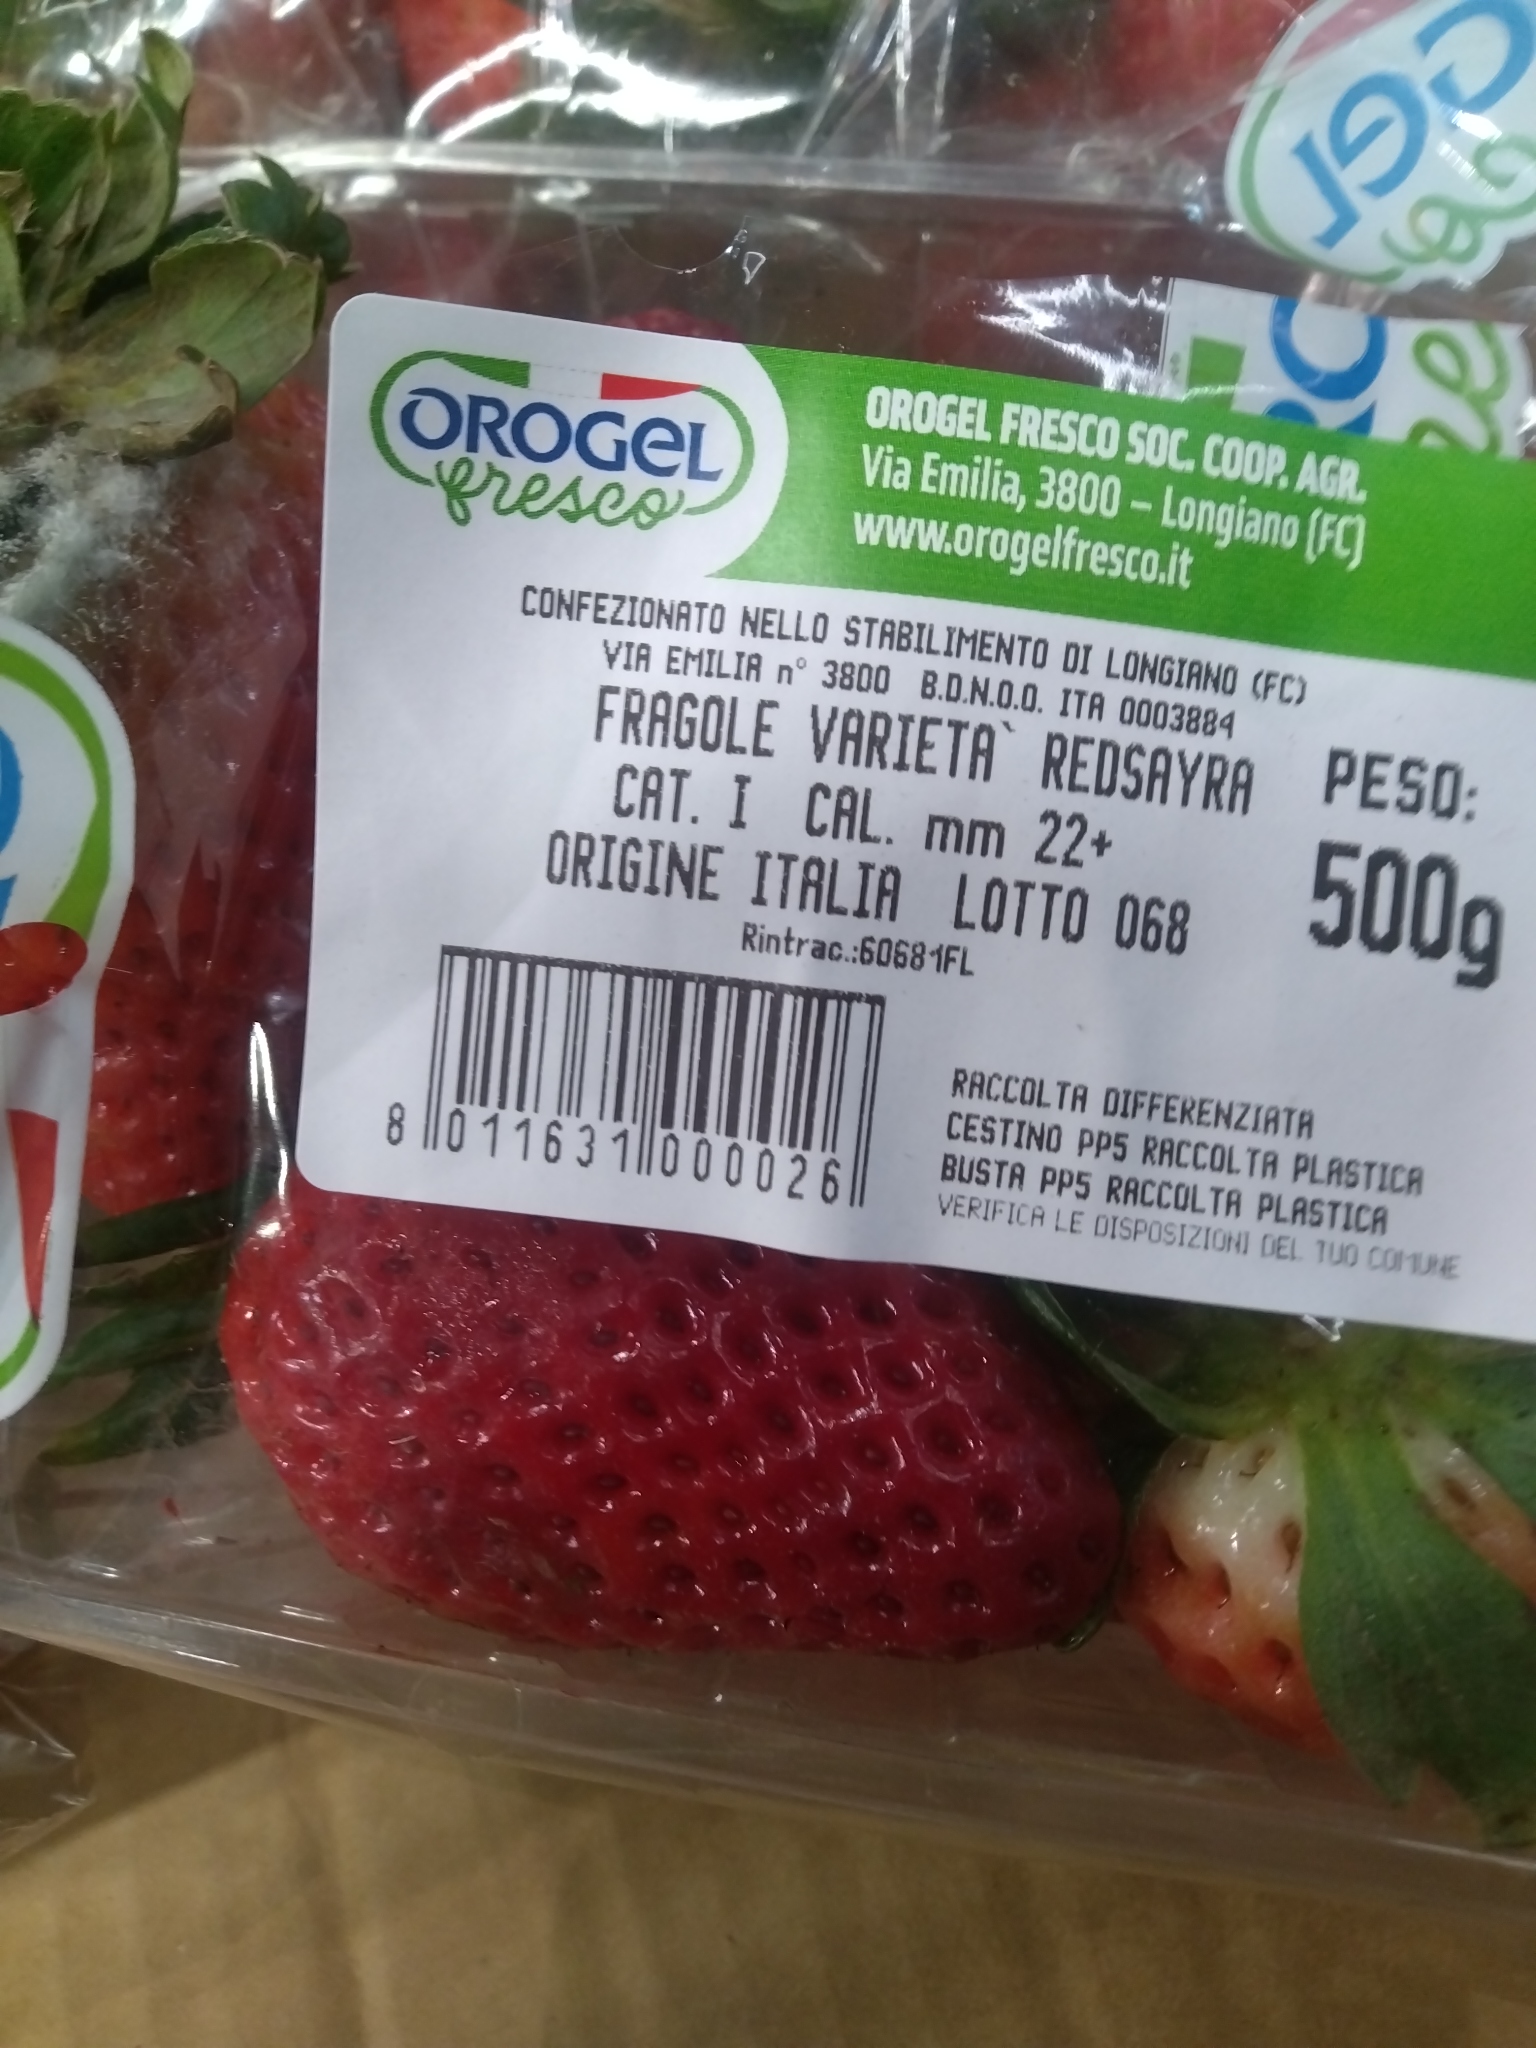 OROGEL
fresco
OROGEL FRESCO SOC. COOP. AGR.
Via Emilia, 3800 – Longiano (FC)
www.orogelfresco.it
CONFEZIONATO NELLO STABILIMENTO DI LONGIANO (FC)
VIA EMILIA n° 3800 B.D.N.O.O. ITA 0003884
FRAGOLE VARIETA` REDSAYRA
CAT. I CAL. mm 22+
ORIGINE ITALIA LOTTO 068
Rintrac.:60681FL
PESO:
500g
8 011631 000026
RACCOLTA DIFFERENZIATA
CESTINO PP5 RACCOLTA PLASTICA
BUSTA PP5 RACCOLTA PLASTICA
VERIFICA LE DISPOSIZIONI DEL TUO COMUNE